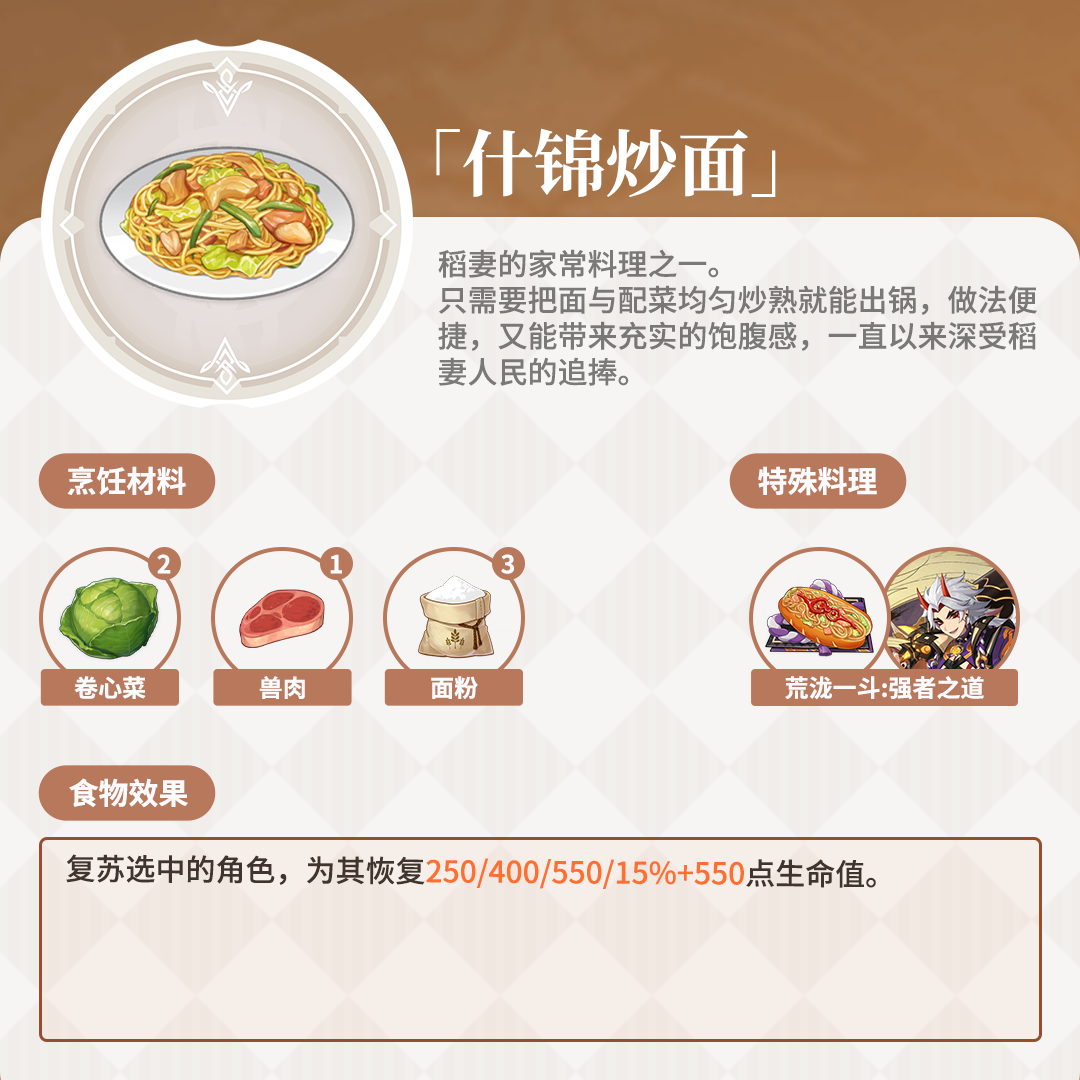 「什锦炒面」
稻妻的家常料理之一。
只需要把面与配菜均匀炒熟就能出锅，做法便
捷，又能带来充实的饱腹感，一直以来深受稻
妻人民的追捧。
烹饪材料
特殊料理
2
1
3
卷心菜
兽肉
面粉
荒泷一斗:强者之道
食物效果
复苏选中的角色，为其恢复250/400/550/15%+550点生命值。